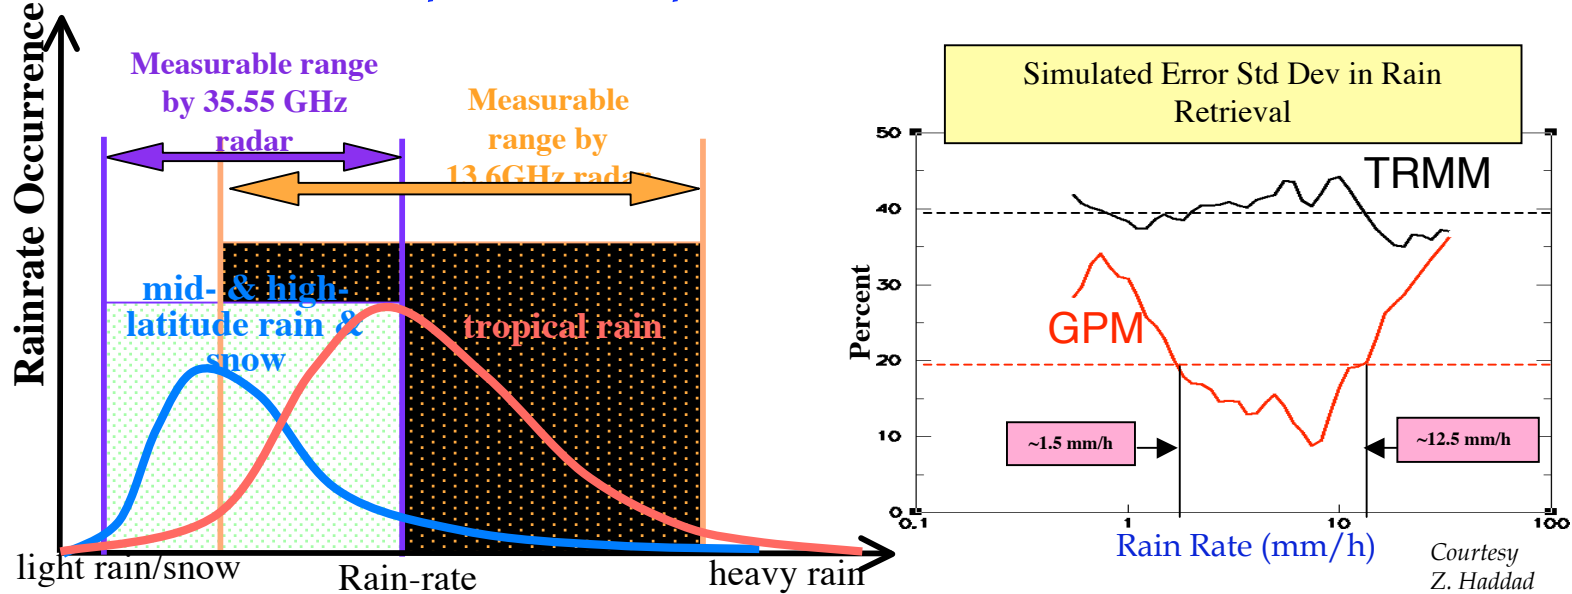 Rainrate Occurrence
Measurable range
by 35.55 GHz
radar
Measurable
range by
13.6GHz radar
mid- & high-
latitude rain &
snow
tropical rain
light rain/snow
Rain-rate
heavy rain
Simulated Error Std Dev in Rain
Retrieval
50
40
30
20
10
0
Percent
TRMM
GPM
~1.5 mm/h
~12.5 mm/h
0.1
1
10
100
Rain Rate (mm/h)
Courtesy
Z. Haddad